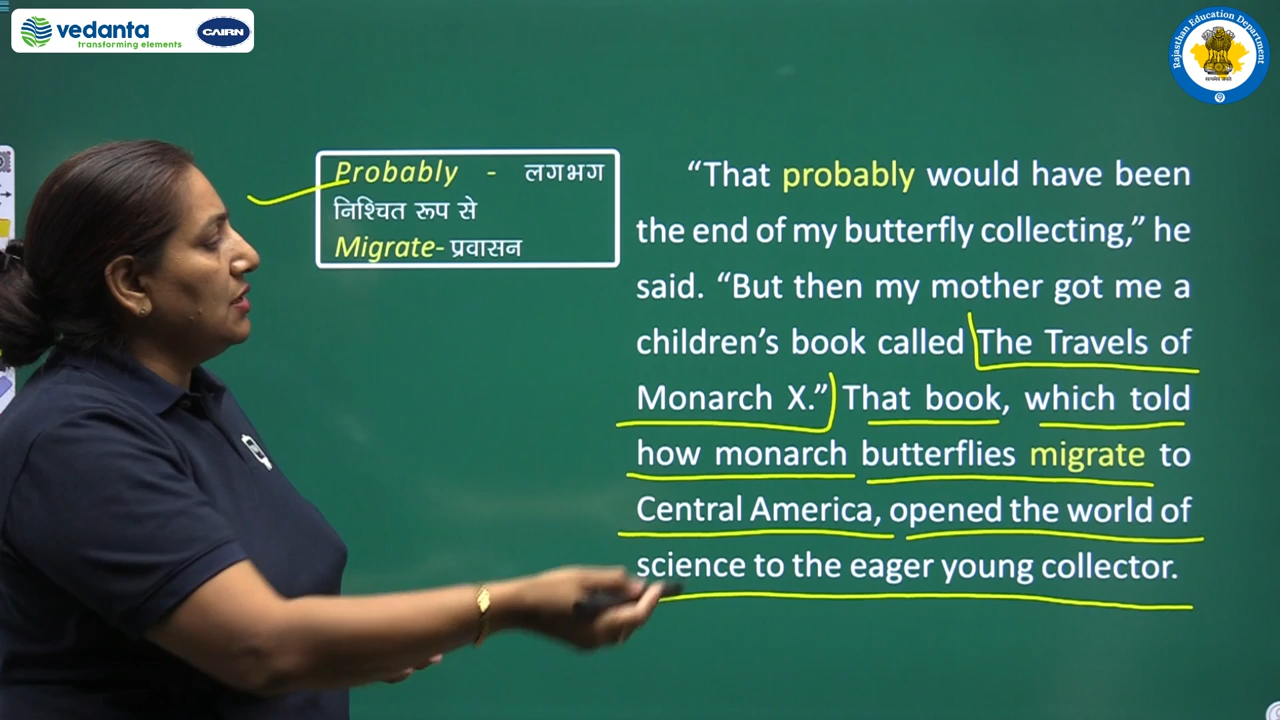 vedanta
transforming elements
CAIRN
Rajasthan Education Department
Probably - लगभग
निश्चित रूप से
Migrate- प्रवासन
“That probably would have been
the end of my butterfly collecting,” he
said. “But then my mother got me a
children’s book called The Travels of
Monarch X.” That book, which told
how monarch butterflies migrate to
Central America, opened the world of
science to the eager young collector.